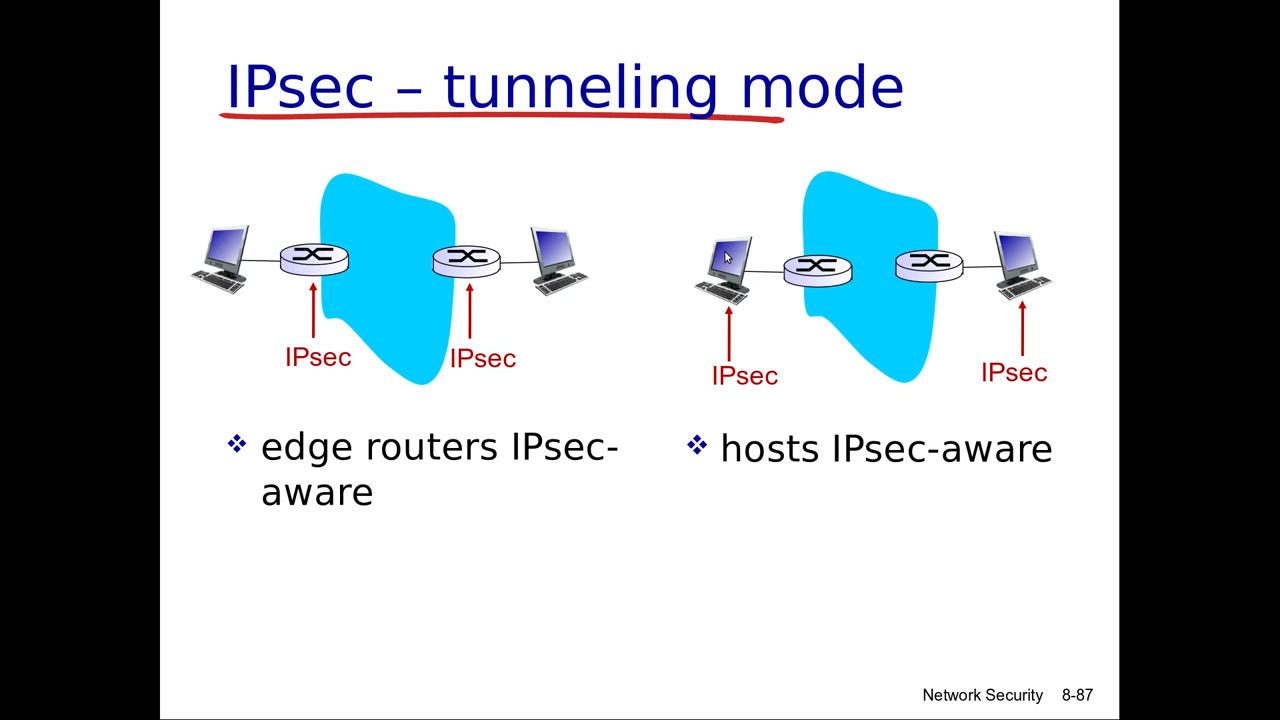 IPsec – tunneling mode
IPsec
IPsec
IPsec
IPsec
❖ edge routers IPsec-
aware
❖ hosts IPsec-aware
Network Security 8-87